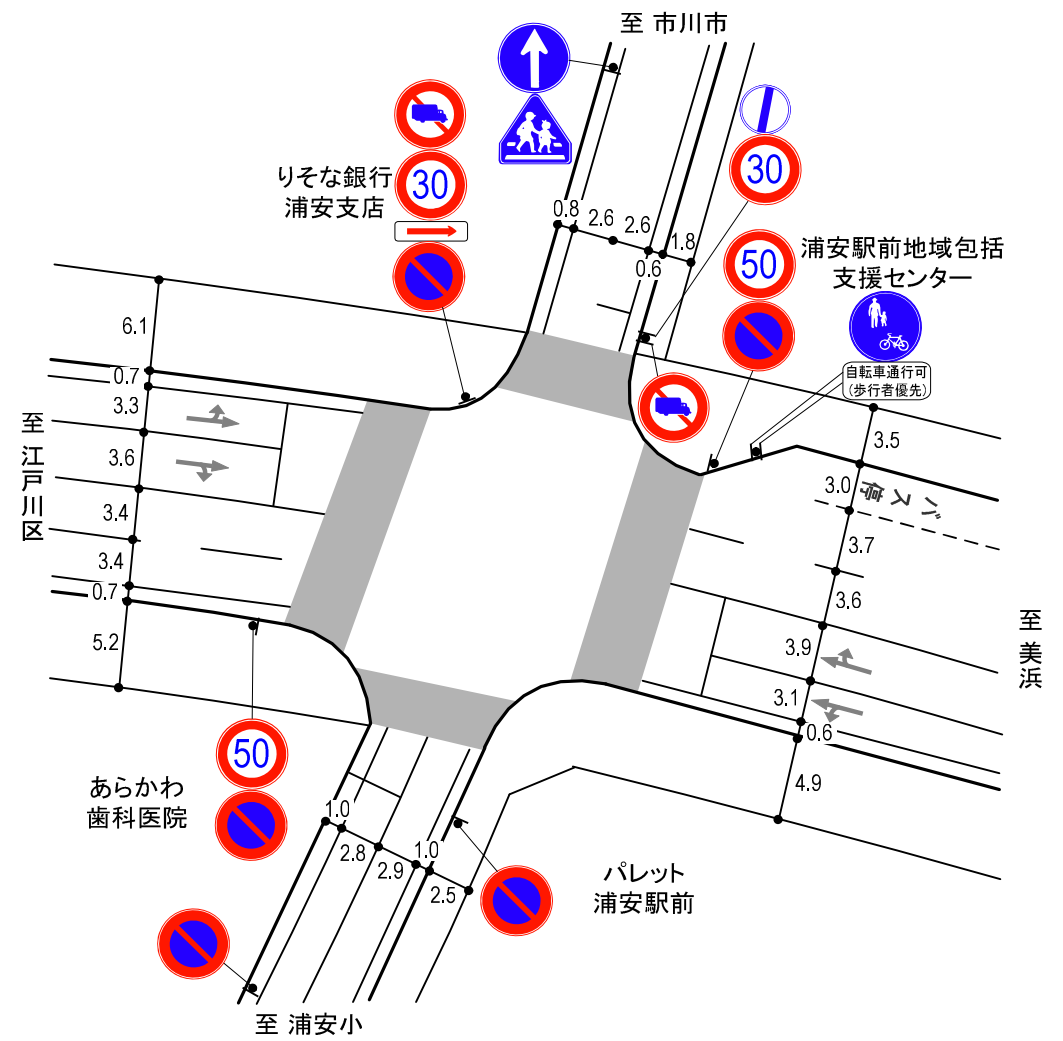 至 市川市
りそな銀行
浦安支店
30
30
50
浦安駅前地域包括
支援センター
自転車通行可
(歩行者優先)
0.8
2.6
2.6
1.8
0.6
6.1
0.7
3.3
3.6
3.4
3.4
0.7
5.2
至 江戸川区
3.5
3.0
バス停
3.7
3.6
3.9
3.1
0.6
4.9
至 美浜
50
あらかわ
歯科医院
1.0
2.8
2.9
1.0
2.5
パレット
浦安駅前
至 浦安小